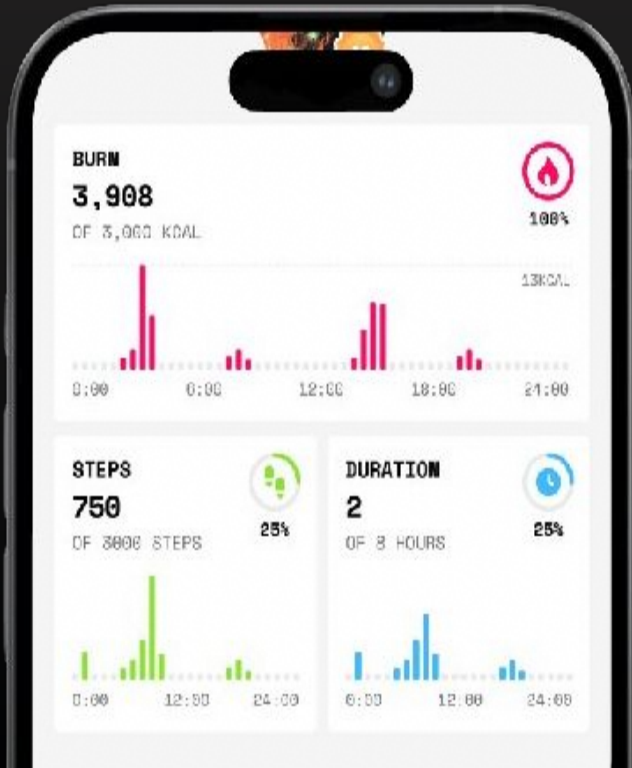 BURN
3,908
OF 3,000 KCAL
100%
13KCAL
0:00 6:00 12:00 18:00 24:00
STEPS
750
OF 3000 STEPS
25%
0:00 12:00 24:00
DURATION
2
OF 8 HOURS
25%
0:00 12:00 24:00